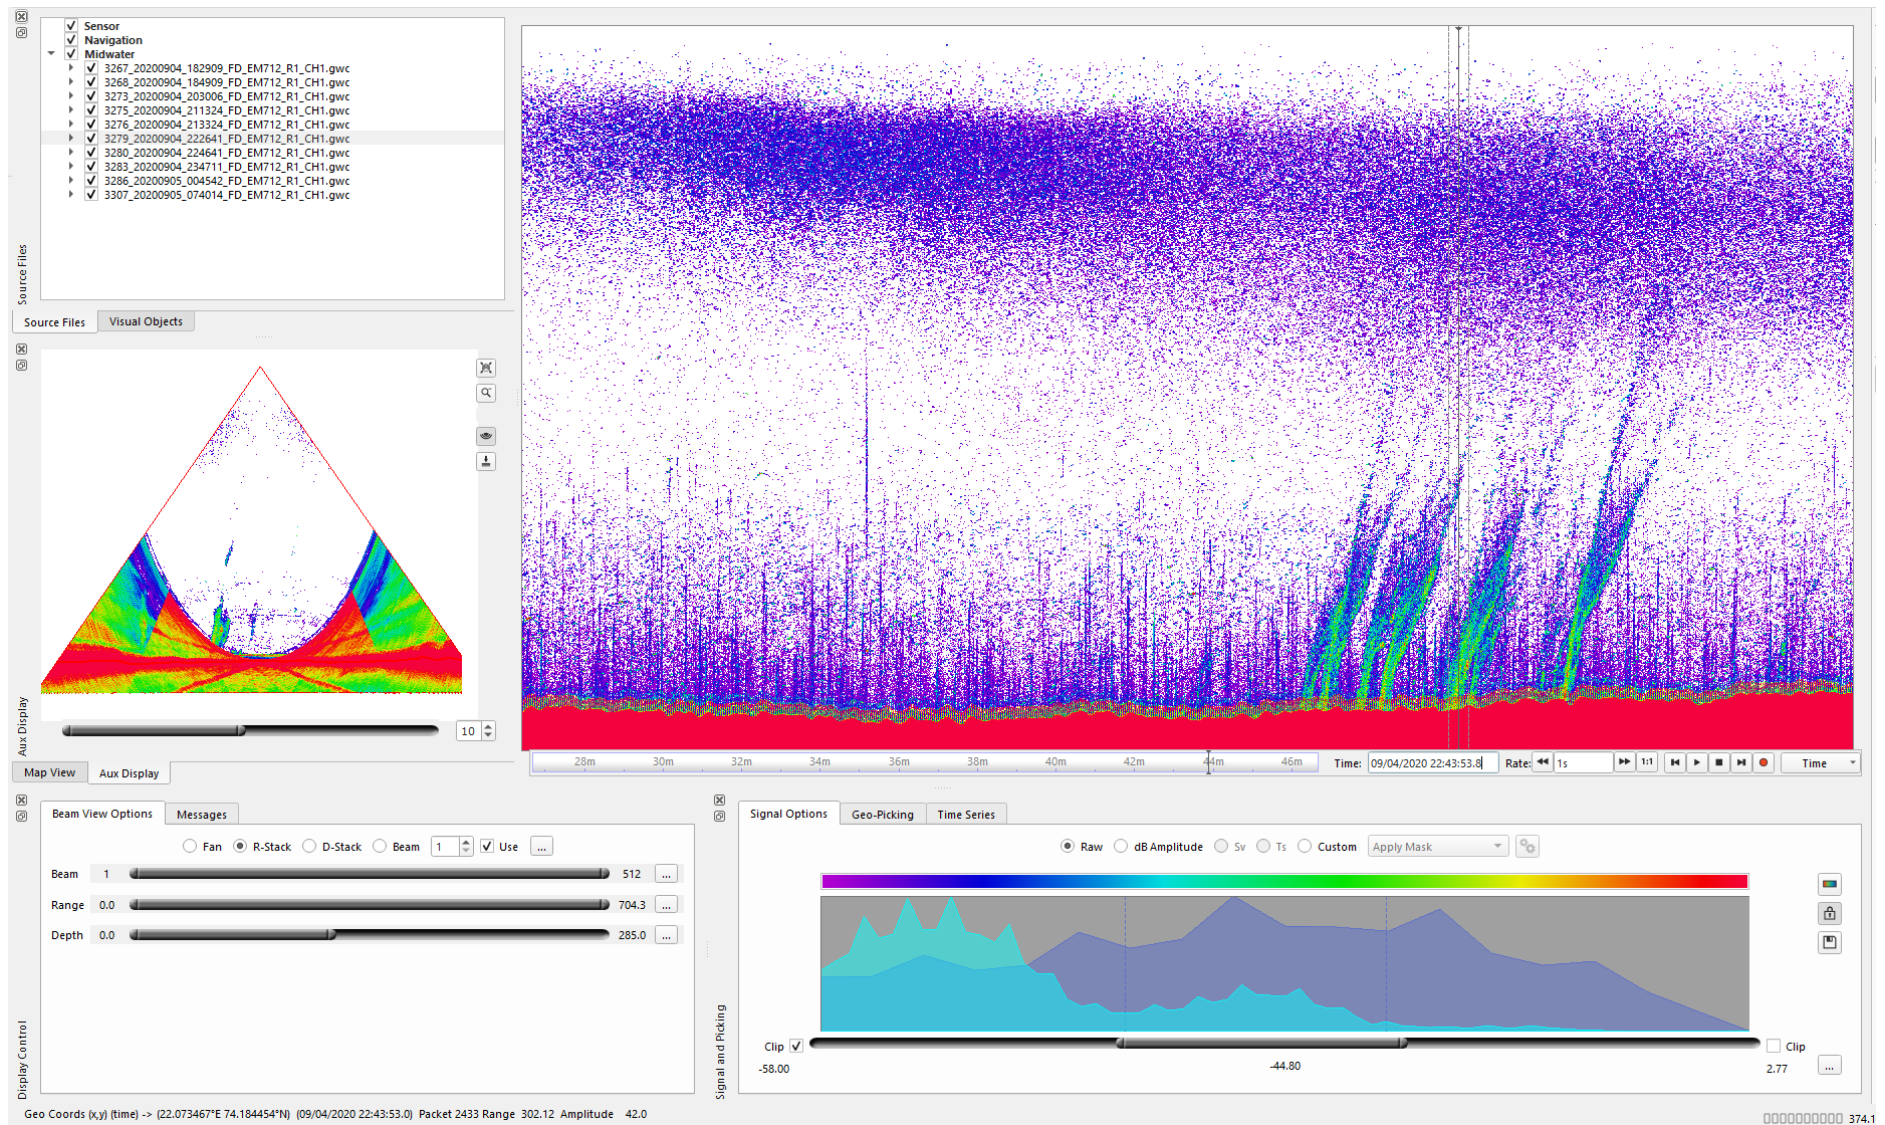 Sensor
Navigation
Midwater
3267_20200904_182909_FD_EM712_R1_CH1.gwc
3268_20200904_184909_FD_EM712_R1_CH1.gwc
3273_20200904_203006_FD_EM712_R1_CH1.gwc
3275_20200904_211324_FD_EM712_R1_CH1.gwc
3276_20200904_213324_FD_EM712_R1_CH1.gwc
3279_20200904_222641_FD_EM712_R1_CH1.gwc
3280_20200904_224641_FD_EM712_R1_CH1.gwc
3283_20200904_234711_FD_EM712_R1_CH1.gwc
3286_20200905_004542_FD_EM712_R1_CH1.gwc
3307_20200905_074014_FD_EM712_R1_CH1.gwc
Source Files
Source Files Visual Objects
Aux Display
10
Map View Aux Display
28m 30m 32m 34m 36m 38m 40m 42m 44m 46m
Time: 09/04/2020 22:43:53.8 Rate: 1s 1:1 Time
Beam View Options Messages
Fan R-Stack D-Stack Beam 1 Use ...
Beam 1 512 ...
Range 0.0 704.3 ...
Depth 0.0 285.0 ...
Display Control
Signal Options Geo-Picking Time Series
Raw dB Amplitude Sv Ts Custom Apply Mask
Signal and Picking
Clip Clip
-58.00 -44.80 2.77 ...
Geo Coords (x,y) (time) -> (22.073467°E 74.184454°N) (09/04/2020 22:43:53.0) Packet 2433 Range 302.12 Amplitude 42.0
374.1